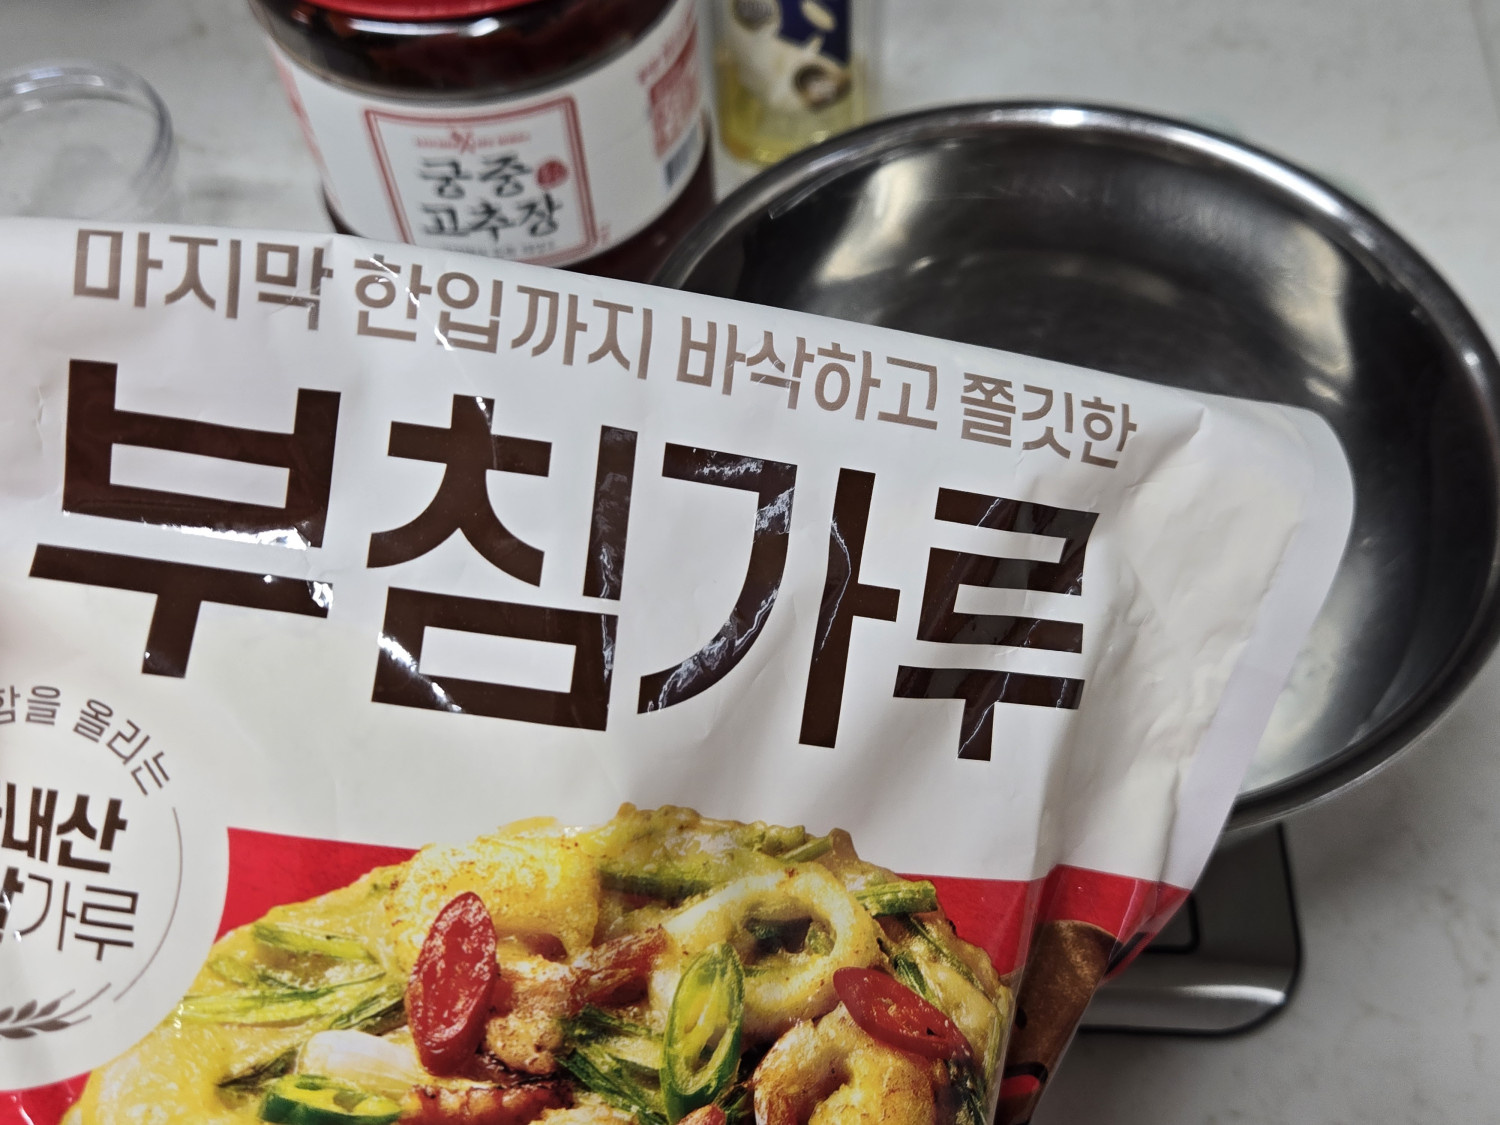 궁중
고추장
마지막 한입까지 바삭하고 쫄깃한
부침가루
을 올리는
내산
가루